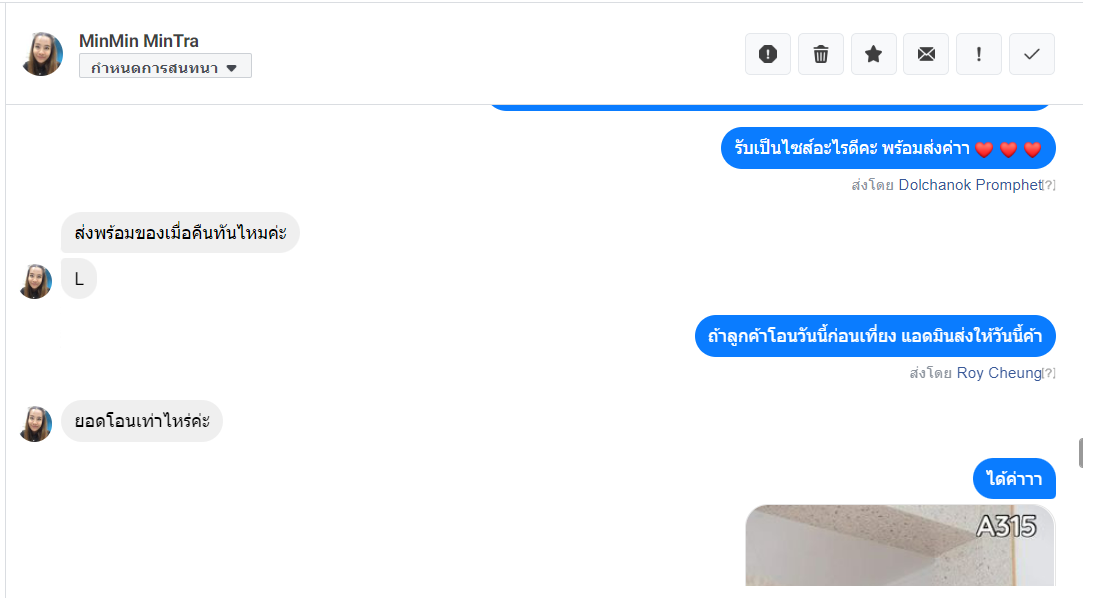 MinMin MinTra
กำหนดการสนทนา
รับเป็นไซส์อะไรดีคะ พร้อมส่งค่าา ❤️ ❤️ ❤️
ส่งโดย Dolchanok Promphet[?]
ส่งพร้อมของเมื่อคืนทันไหมค่ะ
L
ถ้าลูกค้าโอนวันนี้ก่อนเที่ยง แอดมินส่งให้วันนี้ค้า
ส่งโดย Roy Cheung[?]
ยอดโอนเท่าไหร่ค่ะ
ได้ค่าาา
A315